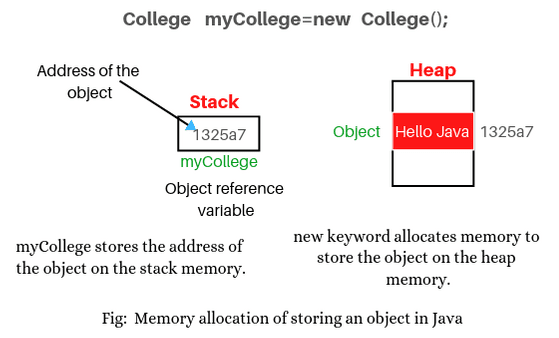 College myCollege=new College();
Address of the
object
Stack
1325a7
myCollege
Object reference
variable
Heap
Object
Hello Java
1325a7
myCollege stores the address of
the object on the stack memory.
new keyword allocates memory to
store the object on the heap
memory.
Fig: Memory allocation of storing an object in Java